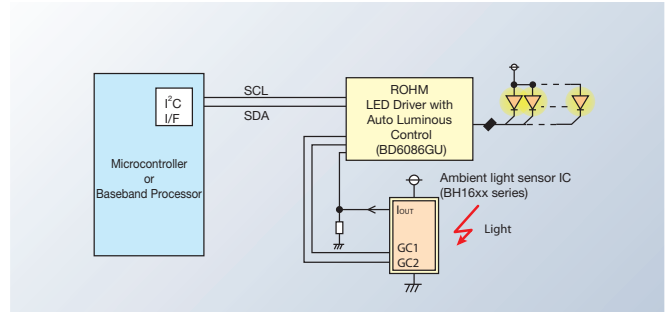 I²C
I/F
Microcontroller
or
Baseband Processor
SCL
SDA
ROHM
LED Driver with
Auto Luminous
Control
(BD6086GU)
Ambient light sensor IC
(BH16xx series)
IOUT
GC1
GC2
Light